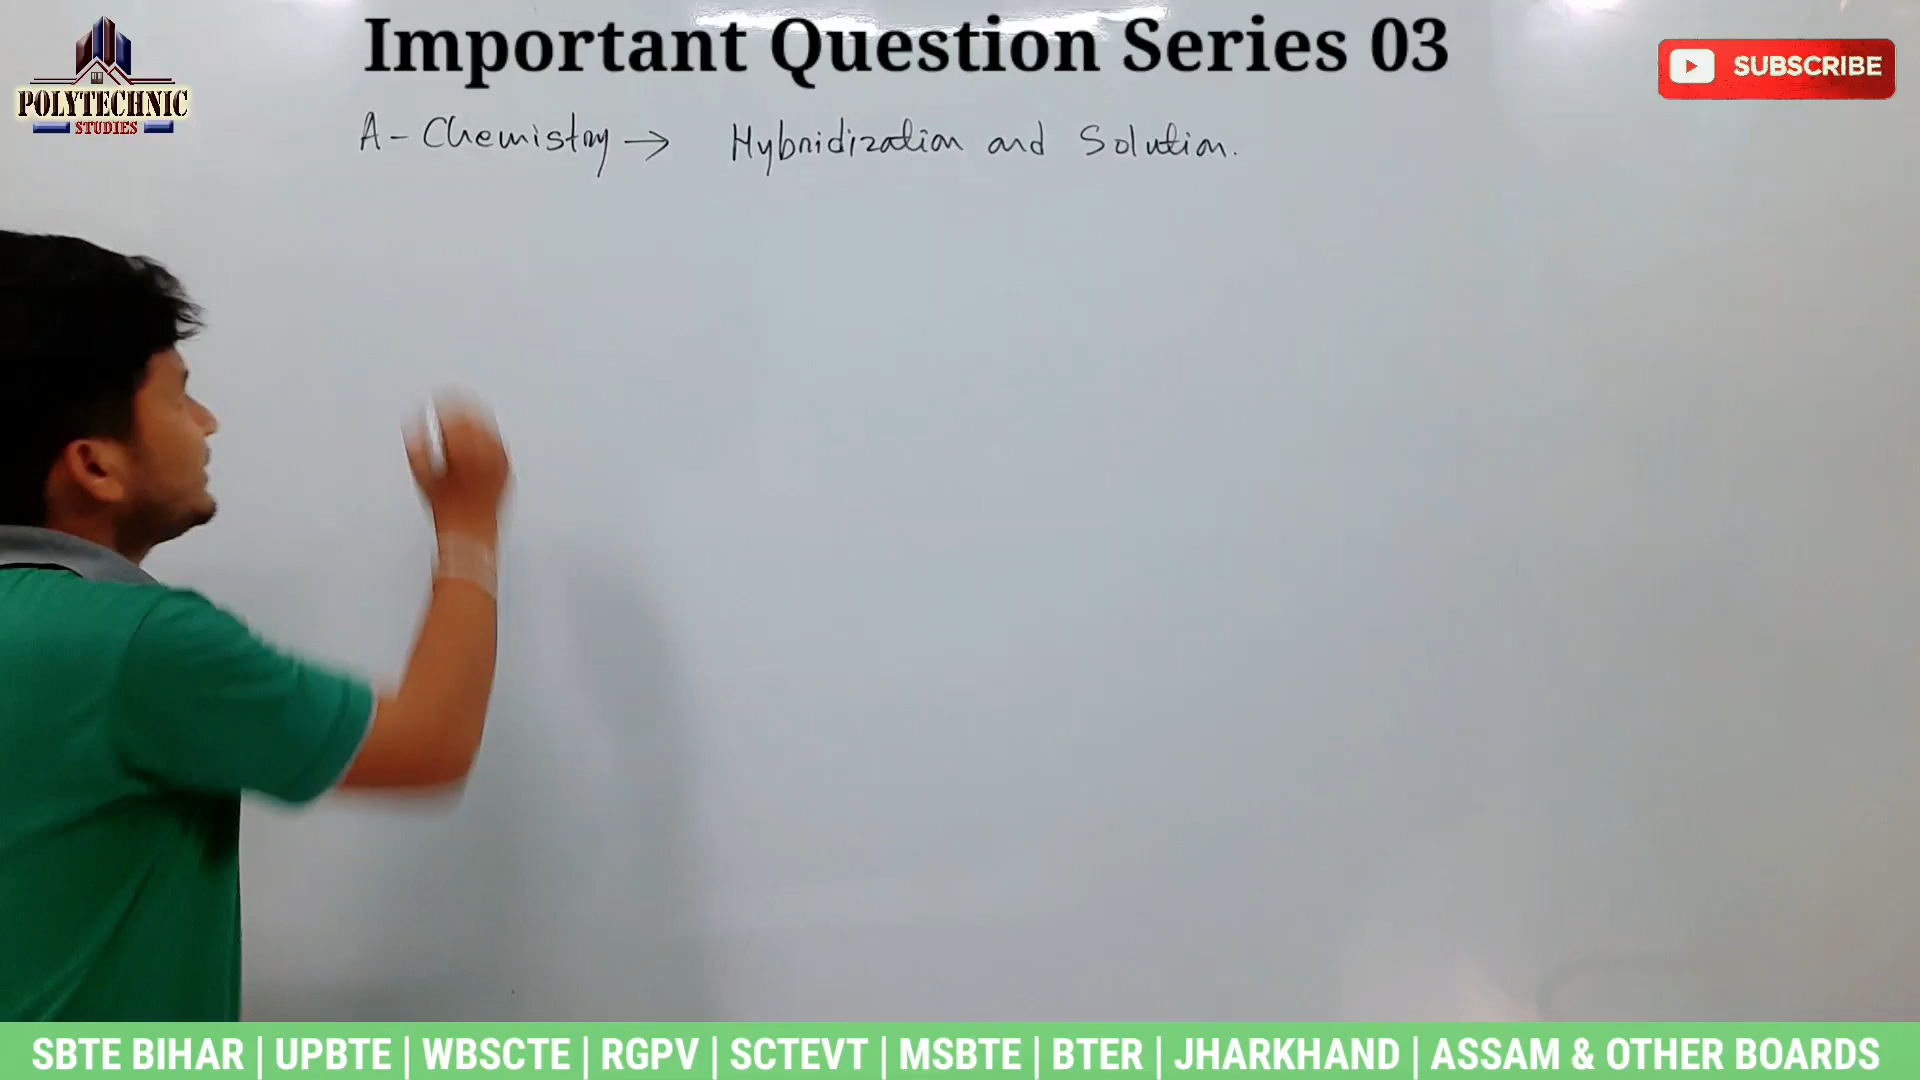 Important Question Series 03
POLYTECHNIC
STUDIES
SUBSCRIBE
A - Chemistry → Hybridization and Solution.
SBTE BIHAR | UPBTE | WBSCTE | RGPV | SCTEVT | MSBTE | BTER | JHARKHAND | ASSAM & OTHER BOARDS